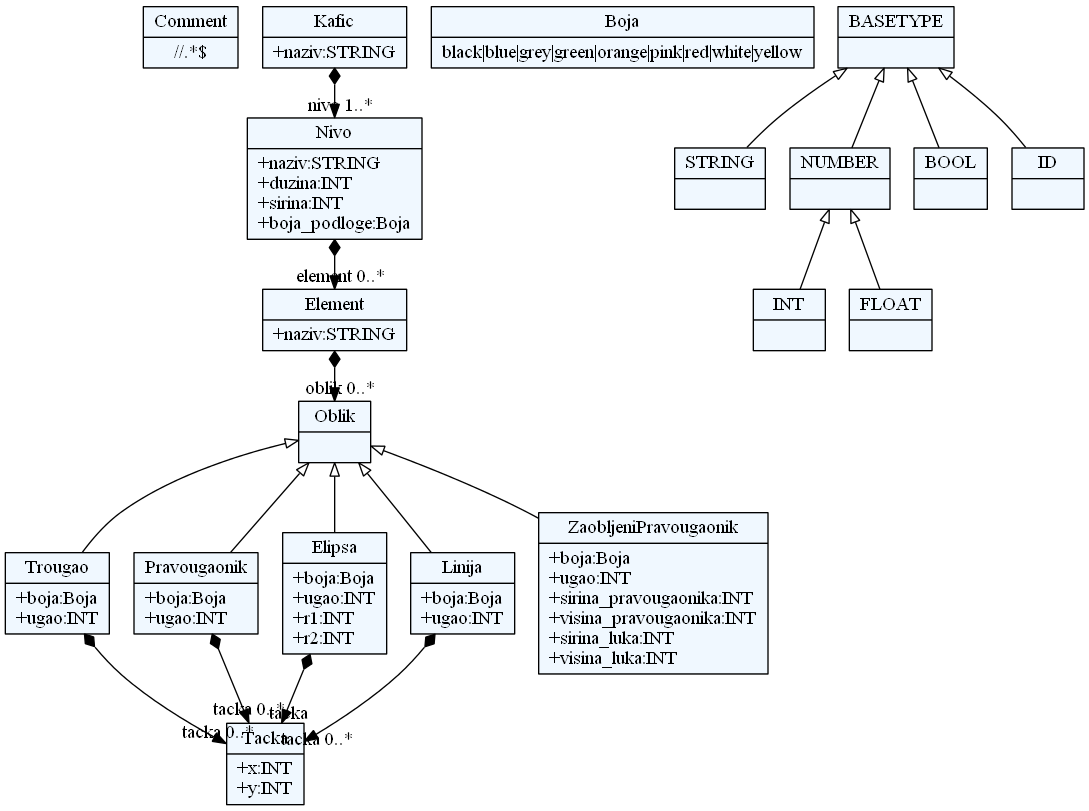 Comment
//.*$
Kafic
+naziv:STRING
Boja
black|blue|grey|green|orange|pink|red|white|yellow
BASETYPE
nivo 1..*
Nivo
+naziv:STRING
+duzina:INT
+sirina:INT
+boja_podloge:Boja
STRING
NUMBER
BOOL
ID
element 0..*
Element
+naziv:STRING
INT
FLOAT
oblik 0..*
Oblik
Trougao
+boja:Boja
+ugao:INT
Pravougaonik
+boja:Boja
+ugao:INT
Elipsa
+boja:Boja
+ugao:INT
+r1:INT
+r2:INT
Linija
+boja:Boja
+ugao:INT
ZaobljeniPravougaonik
+boja:Boja
+ugao:INT
+sirina_pravougaonika:INT
+visina_pravougaonika:INT
+sirina_luka:INT
+visina_luka:INT
tacka 0..*
tacka
tacka 0..*
tacka 0..*
Tacka
+x:INT
+y:INT